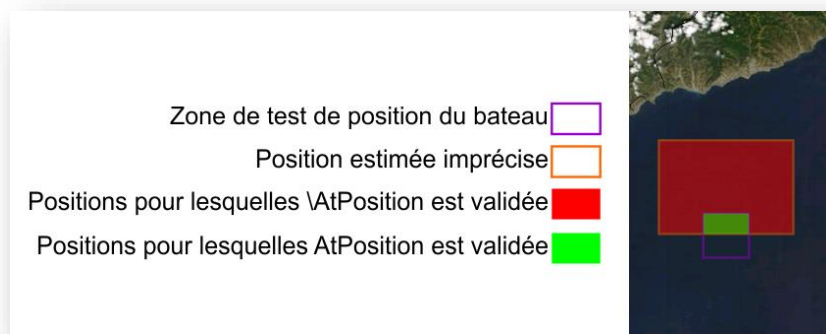 Zone de test de position du bateau
Position estimée imprécise
Positions pour lesquelles \AtPosition est validée
Positions pour lesquelles AtPosition est validée